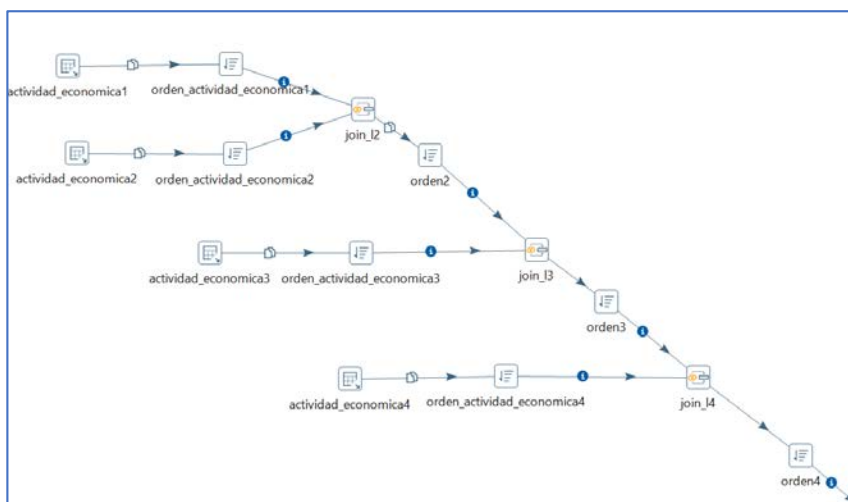 actividad_economica1
orden_actividad_economica1
join_l2
actividad_economica2
orden_actividad_economica2
orden2
actividad_economica3
orden_actividad_economica3
join_l3
orden3
actividad_economica4
orden_actividad_economica4
join_l4
orden4